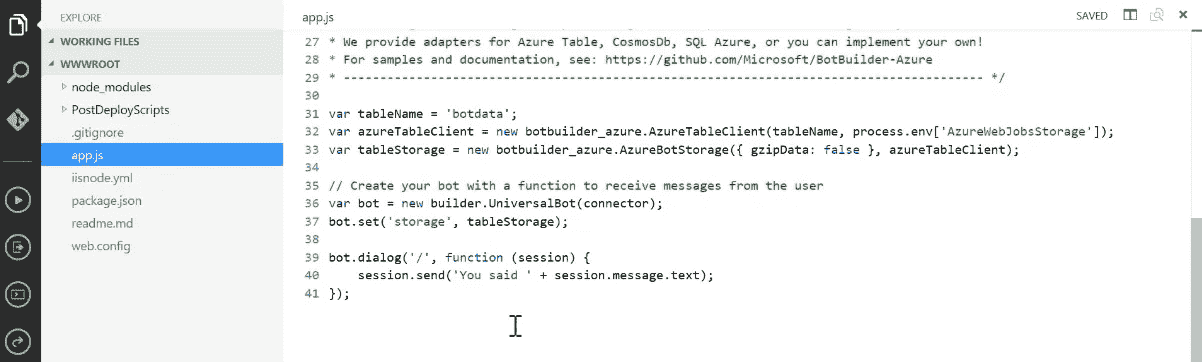 EXPLORE
WORKING FILES
WWWROOT
node_modules
PostDeployScripts
.gitignore
app.js
iisnode.yml
package.json
readme.md
web.config
app.js
SAVED
27 * We provide adapters for Azure Table, CosmosDb, SQL Azure, or you can implement your own!
28 * For samples and documentation, see: https://github.com/Microsoft/BotBuilder-Azure
29 * ---------------------------------------------------------------------------------------- */
30
31 var tableName = 'botdata';
32 var azureTableClient = new botbuilder_azure.AzureTableClient(tableName, process.env['AzureWebJobsStorage']);
33 var tableStorage = new botbuilder_azure.AzureBotStorage({ gzipData: false }, azureTableClient);
34
35 // Create your bot with a function to receive messages from the user
36 var bot = new builder.UniversalBot(connector);
37 bot.set('storage', tableStorage);
38
39 bot.dialog('/', function (session) {
40     session.send('You said ' + session.message.text);
41 });